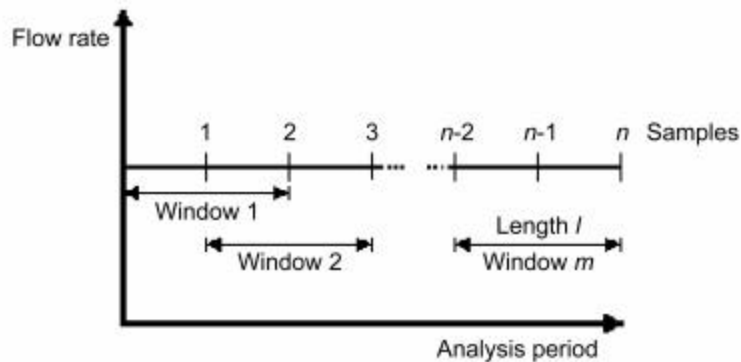 Flow rate
1 2 3 n-2 n-1 n Samples
Window 1
Length l
Window 2
Window m
Analysis period